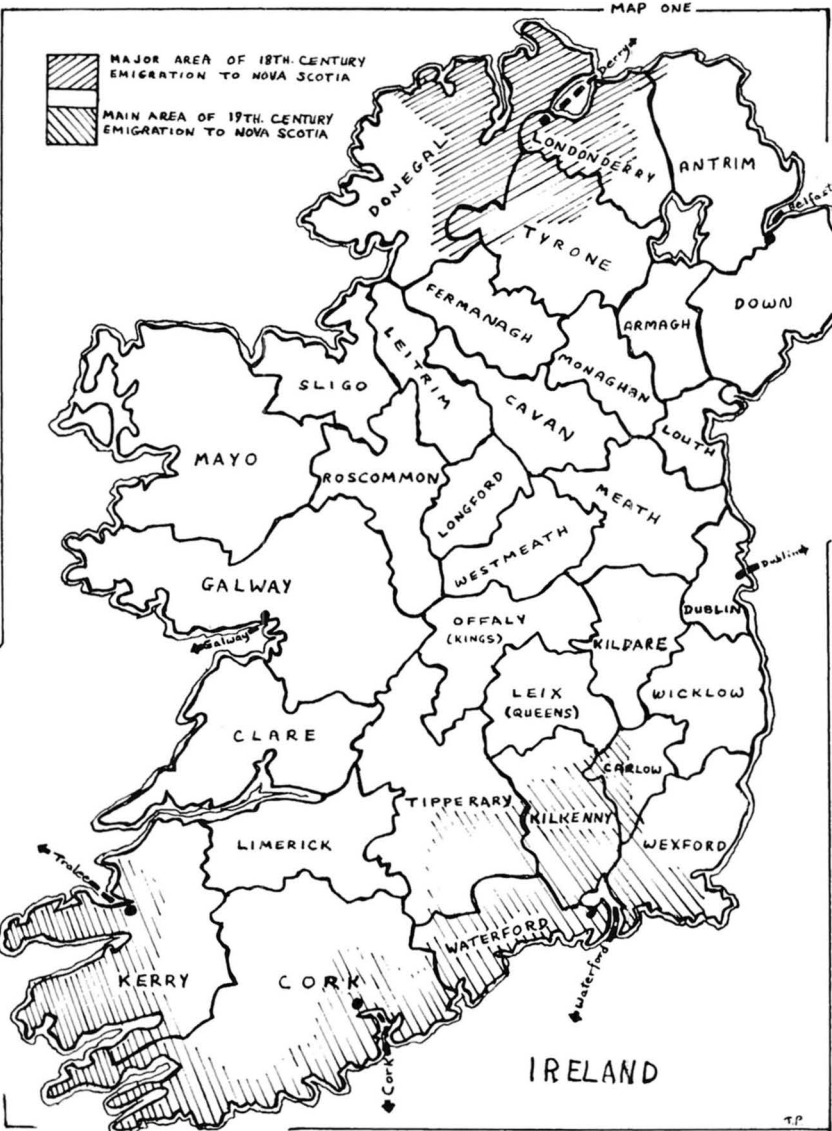 MAP ONE
MAJOR AREA OF 18TH. CENTURY
EMIGRATION TO NOVA SCOTIA
MAIN AREA OF 19TH. CENTURY
EMIGRATION TO NOVA SCOTIA
Derry
DONEGAL
LONDONDERRY
ANTRIM
Belfast
TYRONE
FERMANAGH
ARMAGH
DOWN
LEITRIM
MONAGHAN
SLIGO
CAVAN
LOUTH
MAYO
ROSCOMMON
LONGFORD
MEATH
WESTMEATH
Dublin
GALWAY
DUBLIN
OFFALY
(KINGS)
KILDARE
Galway
LEIX
(QUEENS)
WICKLOW
CLARE
CARLOW
TIPPERARY
KILKENNY
LIMERICK
WEXFORD
Tralee
WATERFORD
KERRY
CORK
Waterford
Cork
IRELAND
T.P